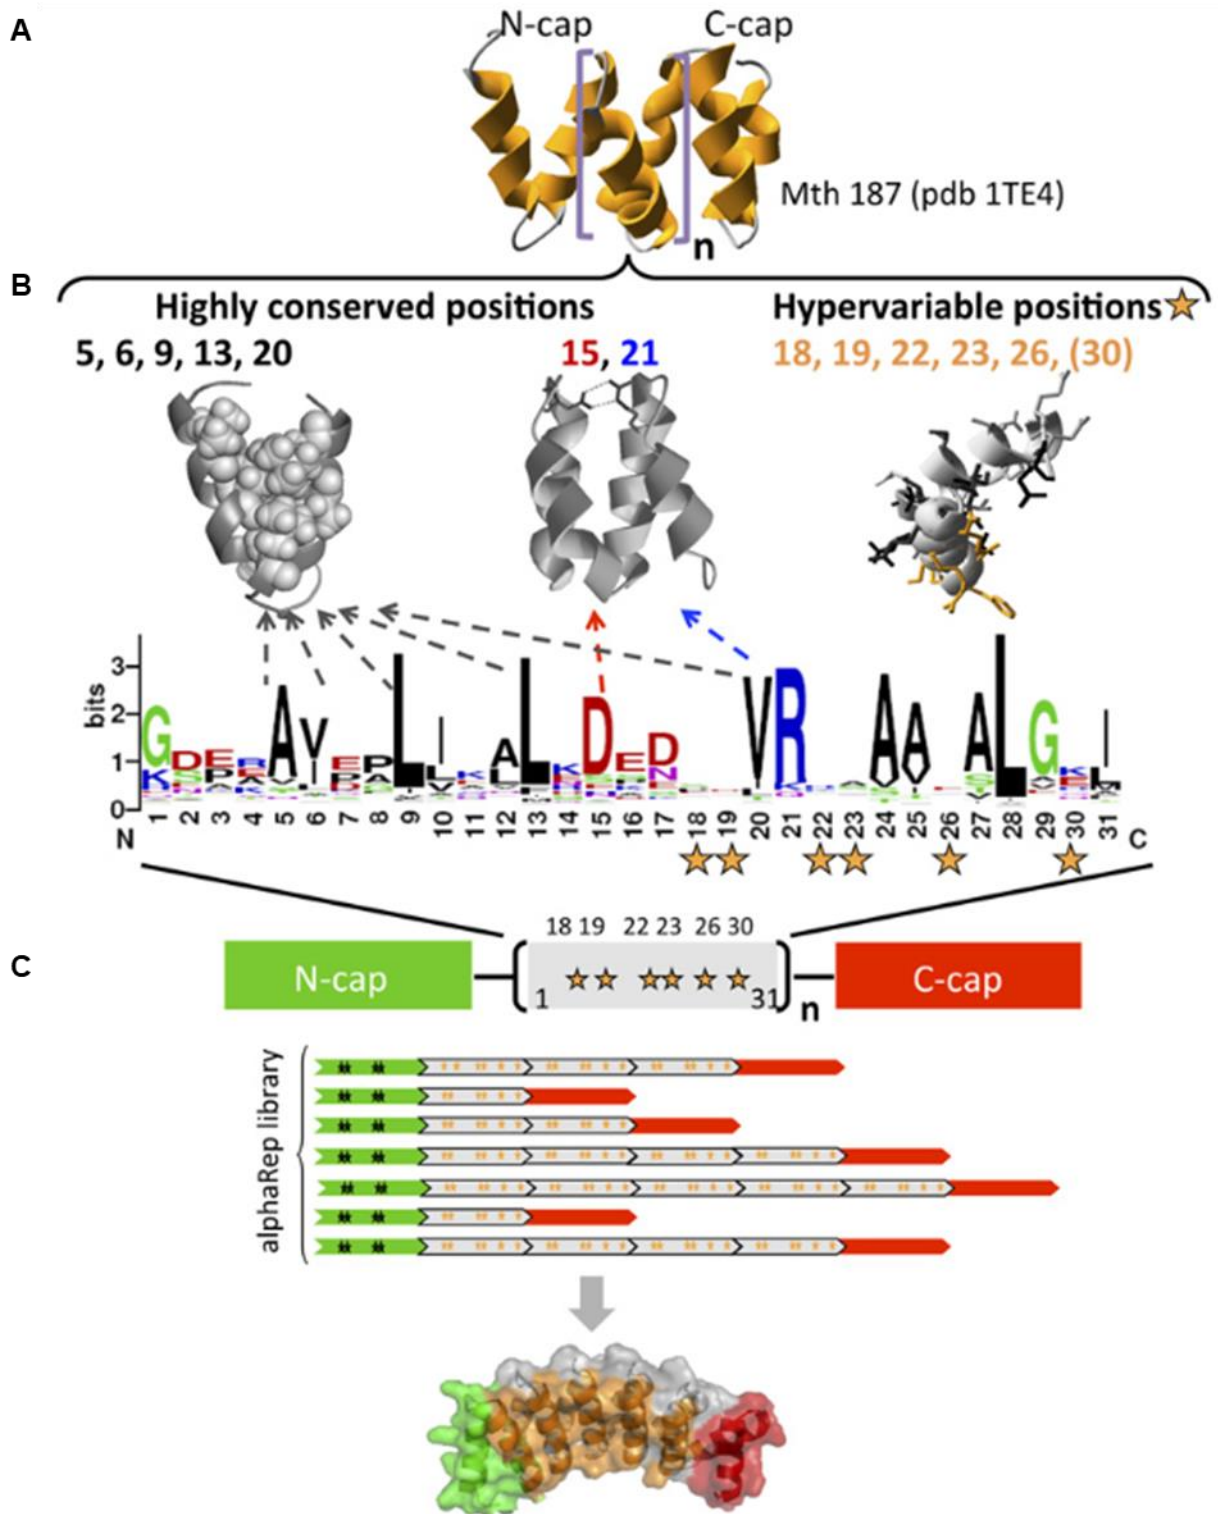 A
N-cap
C-cap
Mth 187 (pdb 1TE4)
n
B
Highly conserved positions
Hypervariable positions
5, 6, 9, 13, 20
15, 21
18, 19, 22, 23, 26, (30)
bits
3
2
1
0
G K
D S
E P
R
A V
V I
E P
P A
L
I L
K
A L
L
K
D
E
D N
V
R
A
A
A S
L
G
K E
I L
N
1 2 3 4 5 6 7 8 9 10 11 12 13 14 15 16 17 18 19 20 21 22 23 24 25 26 27 28 29 30 31
C
18 19 22 23 26 30
C
N-cap
1
31
n
C-cap
alphaRep library